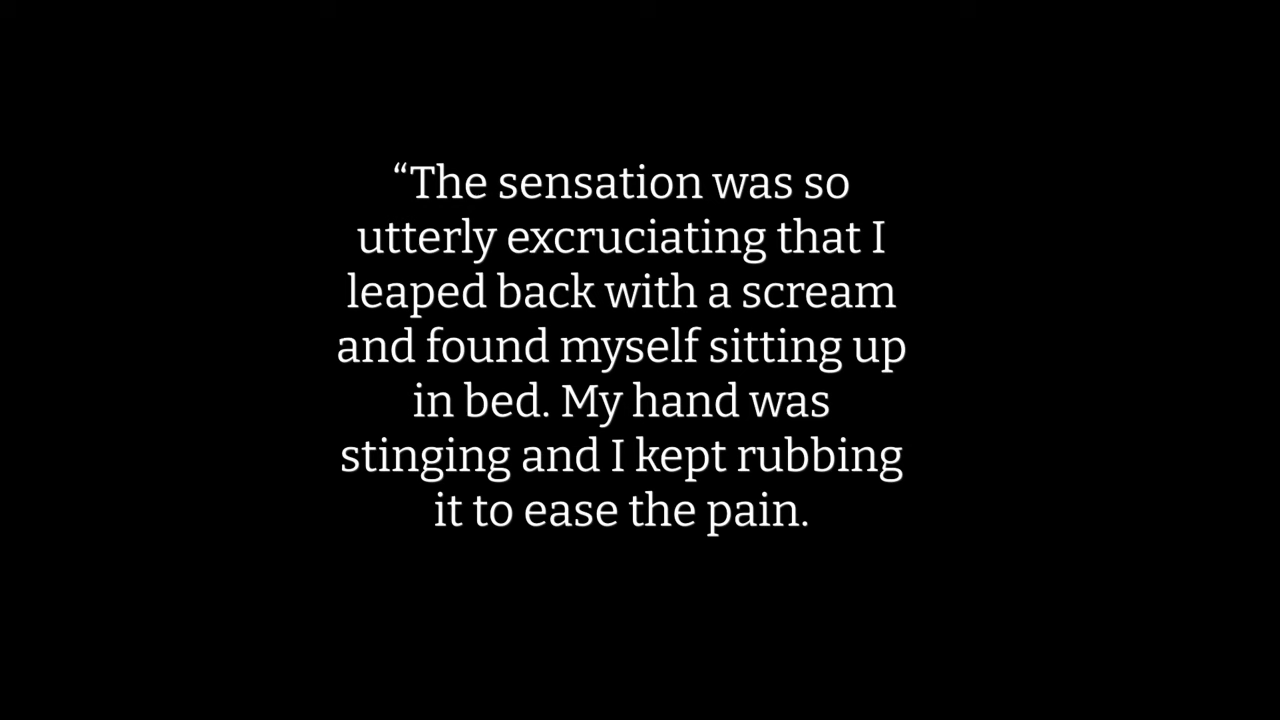 “The sensation was so
utterly excruciating that I
leaped back with a scream
and found myself sitting up
in bed. My hand was
stinging and I kept rubbing
it to ease the pain.